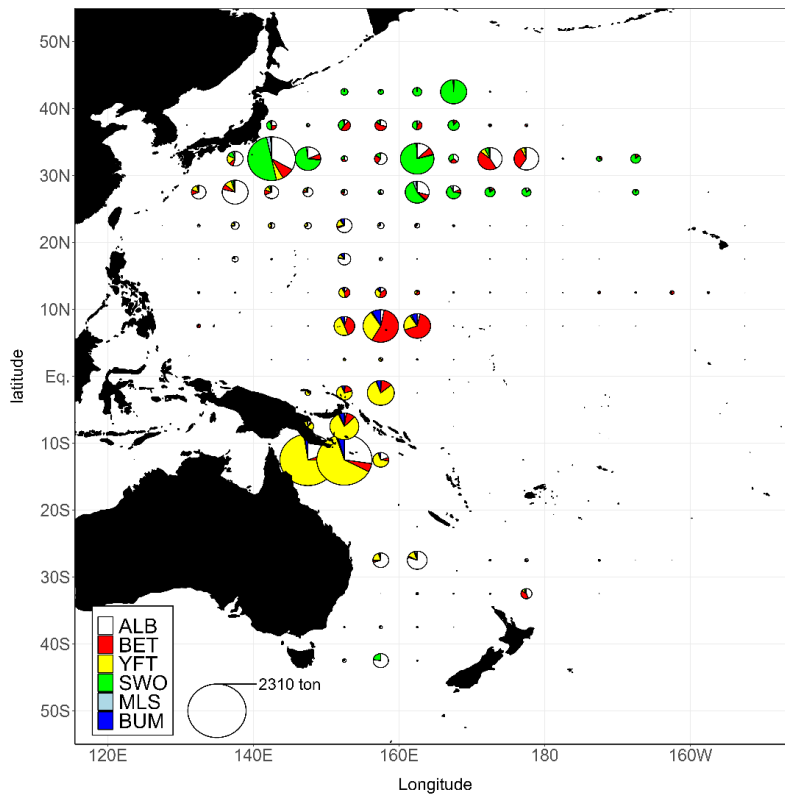 50N
40N
30N
20N
10N
Eq.
10S
20S
30S
40S
50S
latitude
ALB
BET
YFT
SWO
MLS
BUM
2310 ton
120E
140E
160E
180
160W
Longitude